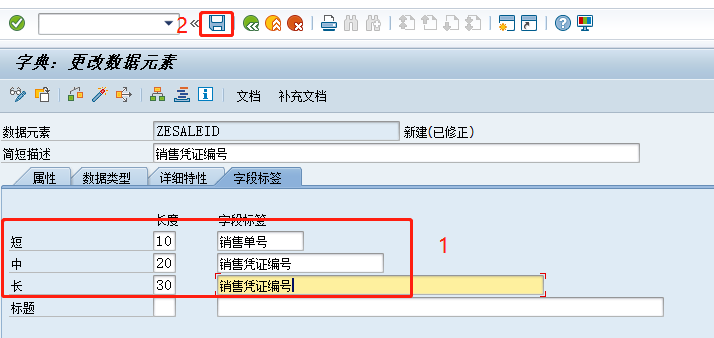 2
字典：更改数据元素
文档 补充文档
数据元素 ZESALEID 新建(已修正)
简短描述 销售凭证编号
属性 数据类型 详细特性 字段标签
长度 字段标签
短 10 销售单号
1
中 20 销售凭证编号
长 30 销售凭证编号
标题